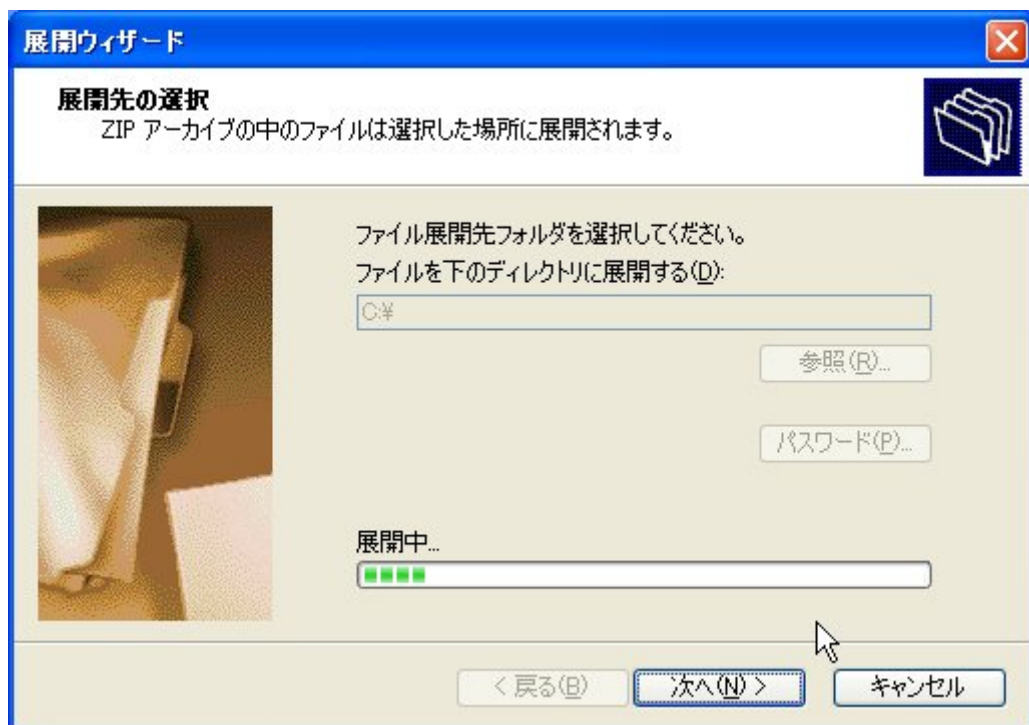 展開ウィザード
展開先の選択
ZIP アーカイブの中のファイルは選択した場所に展開されます。
ファイル展開先フォルダを選択してください。
ファイルを下のディレクトリに展開する(D):
C:¥
参照(R)...
パスワード(P)...
展開中...
< 戻る(B) 次へ(N) > キャンセル